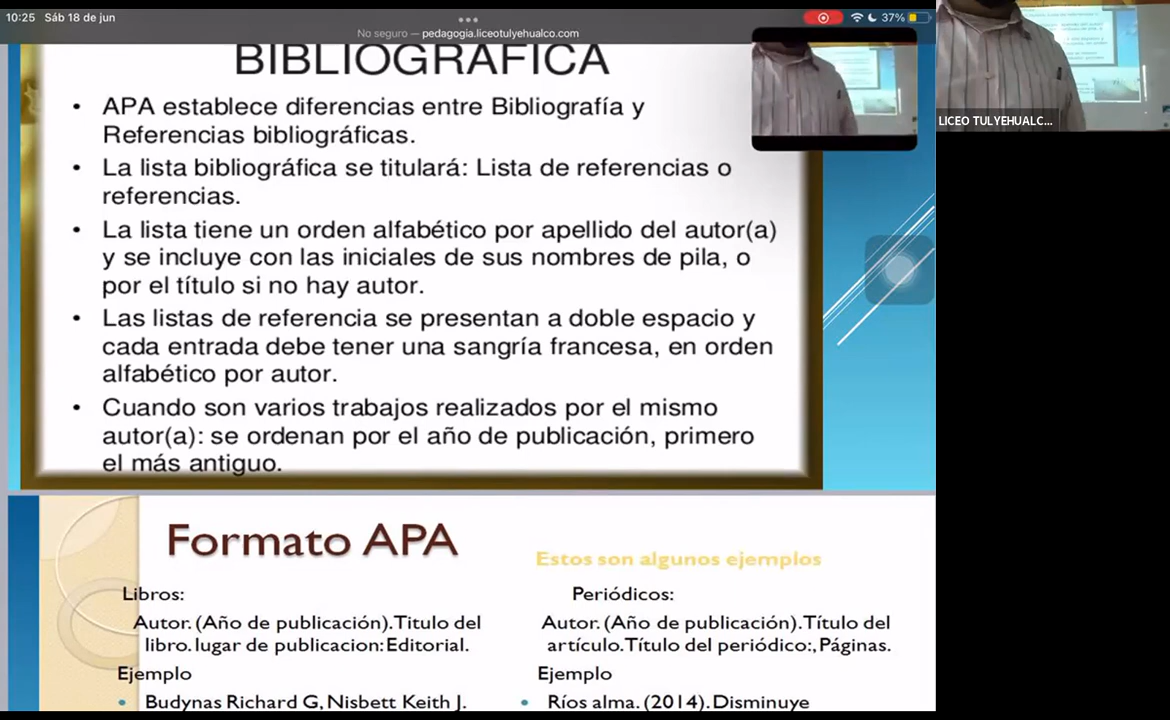 10:25 Sáb 18 de jun
37%
No seguro — pedagogia.liceotulyehualco.com
LICEO TULYEHUALC...
BIBLIOGRÁFICA
• APA establece diferencias entre Bibliografía y
Referencias bibliográficas.
• La lista bibliográfica se titulará: Lista de referencias o
referencias.
• La lista tiene un orden alfabético por apellido del autor(a)
y se incluye con las iniciales de sus nombres de pila, o
por el título si no hay autor.
• Las listas de referencia se presentan a doble espacio y
cada entrada debe tener una sangría francesa, en orden
alfabético por autor.
• Cuando son varios trabajos realizados por el mismo
autor(a): se ordenan por el año de publicación, primero
el más antiguo.
Formato APA
Estos son algunos ejemplos
Libros:
Autor. (Año de publicación).Titulo del
libro. lugar de publicacion: Editorial.
Ejemplo
• Budynas Richard G, Nisbett Keith J.
Periódicos:
Autor. (Año de publicación).Título del
artículo.Título del periódico:, Páginas.
Ejemplo
• Ríos alma. (2014). Disminuye